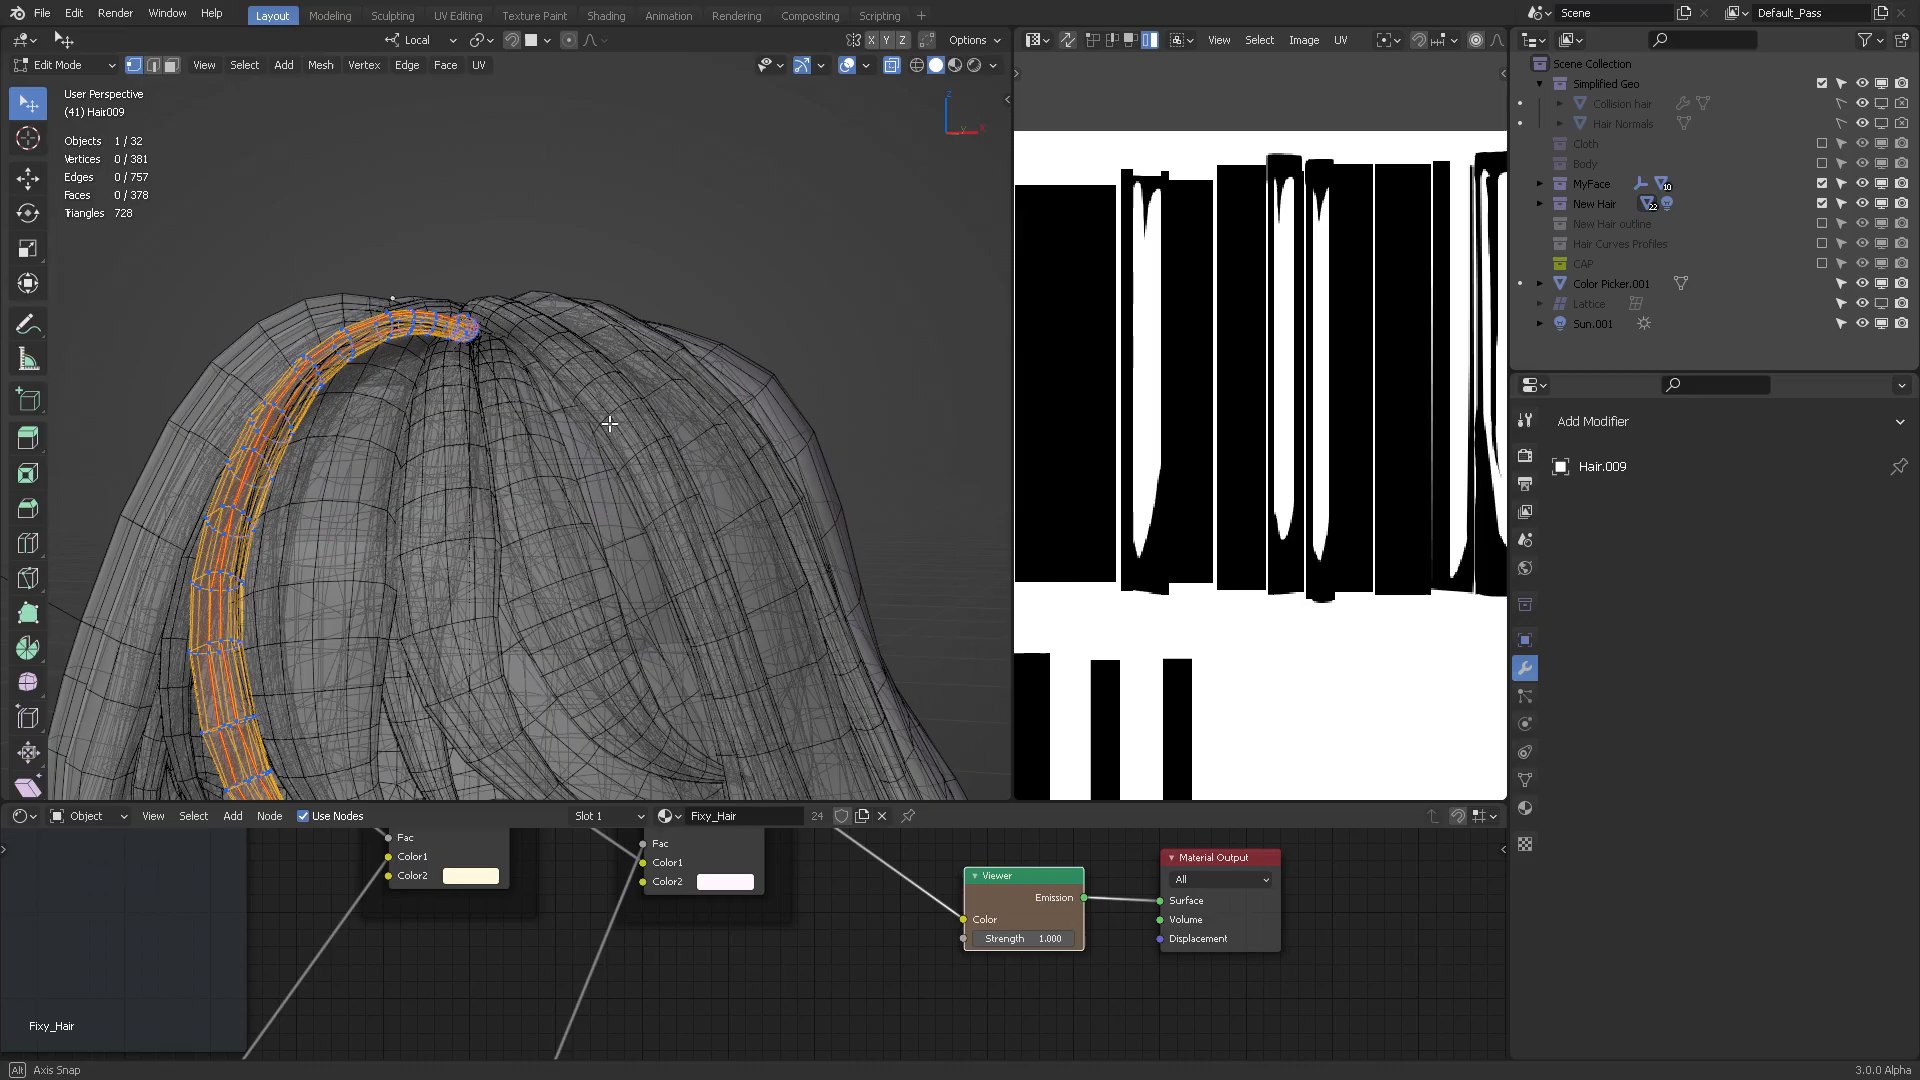 File Edit Render Window Help
Layout Modeling Sculpting UV Editing Texture Paint Shading Animation Rendering Compositing Scripting +
Scene
Default_Pass
Local
X Y Z
Options
View Select Image UV
Edit Mode
View Select Add Mesh Vertex Edge Face UV
User Perspective
(41) Hair009
Objects 1 / 32
Vertices 0 / 381
Edges 0 / 757
Faces 0 / 378
Triangles 728
Z
Y
X
Scene Collection
Simplified Geo
Collision hair
Hair Normals
Cloth
Body
MyFace 10
New Hair 22
New Hair outline
Hair Curves Profiles
CAP
Color Picker.001
Lattice
Sun.001
Add Modifier
Hair.009
Object
View Select Add Node Use Nodes
Slot 1
Fixy_Hair
24
Fac
Color1
Color2
Fac
Color1
Color2
Viewer
Emission
Color
Strength 1.000
Material Output
All
Surface
Volume
Displacement
Fixy_Hair
Alt Axis Snap
3.0.0 Alpha